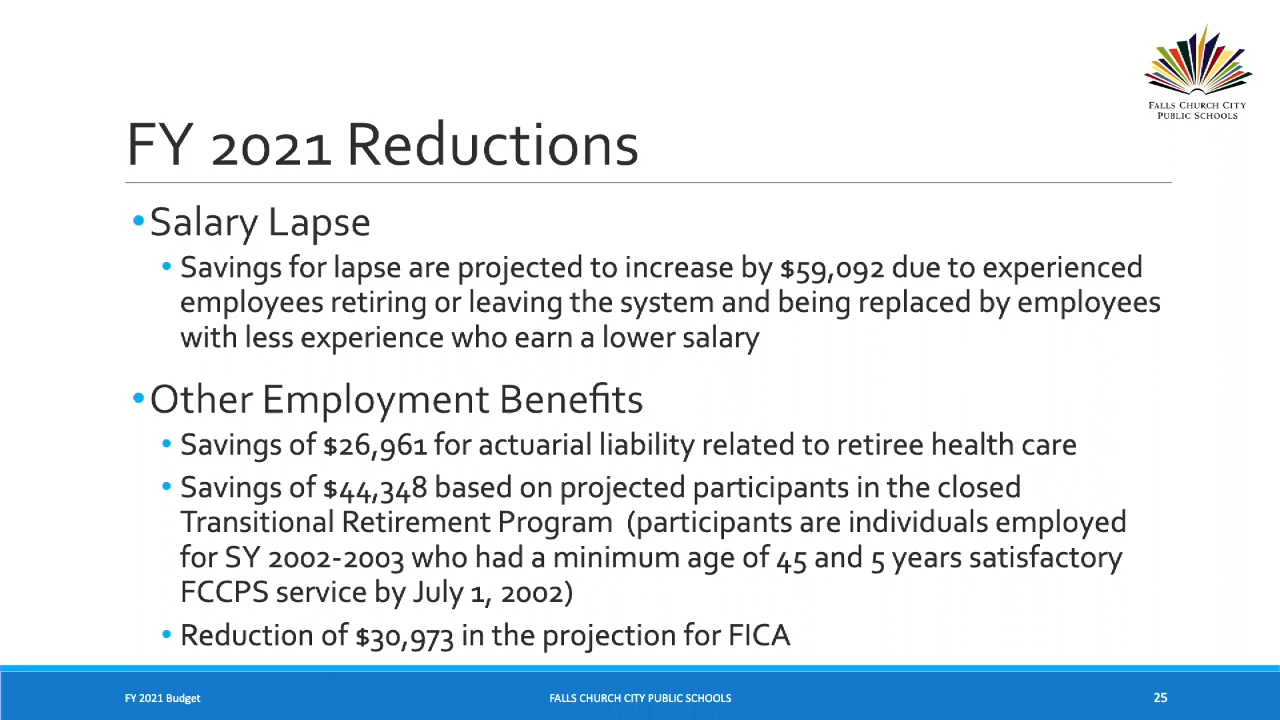 FALLS CHURCH CITY
PUBLIC SCHOOLS
FY 2021 Reductions
•Salary Lapse
• Savings for lapse are projected to increase by $59,092 due to experienced
employees retiring or leaving the system and being replaced by employees
with less experience who earn a lower salary
•Other Employment Benefits
• Savings of $26,961 for actuarial liability related to retiree health care
• Savings of $44,348 based on projected participants in the closed
Transitional Retirement Program (participants are individuals employed
for SY 2002-2003 who had a minimum age of 45 and 5 years satisfactory
FCCPS service by July 1, 2002)
• Reduction of $30,973 in the projection for FICA
FY 2021 Budget
FALLS CHURCH CITY PUBLIC SCHOOLS
25